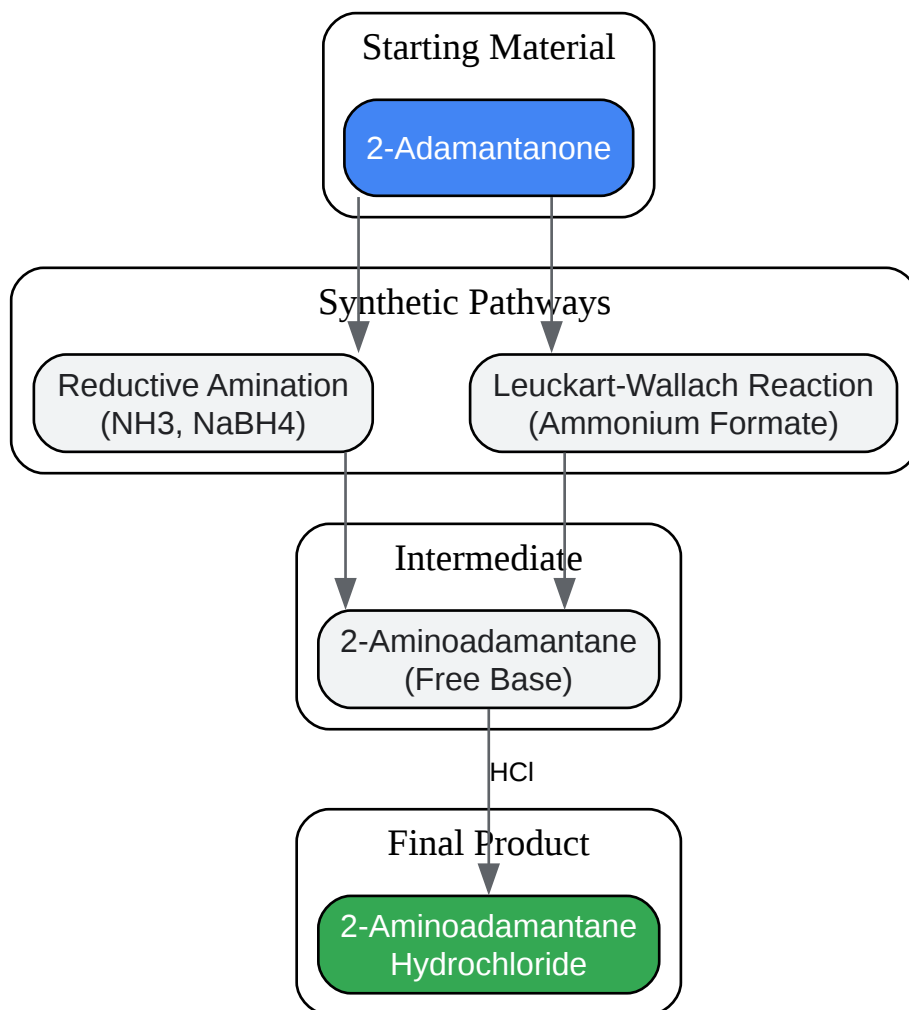 Starting Material
2-Adamantanone
Synthetic Pathways
Reductive Amination
(NH3, NaBH4)
Leuckart-Wallach Reaction
(Ammonium Formate)
Intermediate
2-Aminoadamantane
(Free Base)
HCl
Final Product
2-Aminoadamantane
Hydrochloride